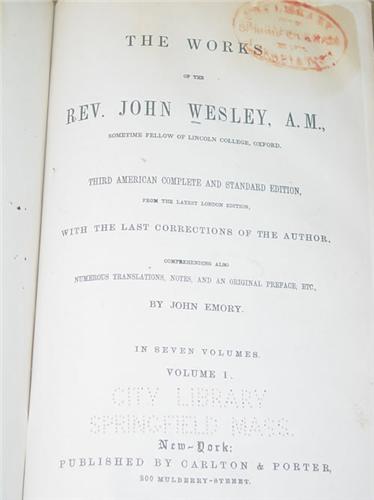 THE WORKS
OF THE
REV. JOHN WESLEY, A.M.,
SOMETIME FELLOW OF LINCOLN COLLEGE, OXFORD.
THIRD AMERICAN COMPLETE AND STANDARD EDITION,
FROM THE LATEST LONDON EDITION,
WITH THE LAST CORRECTIONS OF THE AUTHOR.
COMPREHENDING ALSO
NUMEROUS TRANSLATIONS, NOTES, AND AN ORIGINAL PREFACE, ETC.,
BY JOHN EMORY.
IN SEVEN VOLUMES.
VOLUME I.
CITY LIBRARY
SPRINGFIELD MASS.
New-York:
PUBLISHED BY CARLTON & PORTER,
200 MULBERRY-STREET.